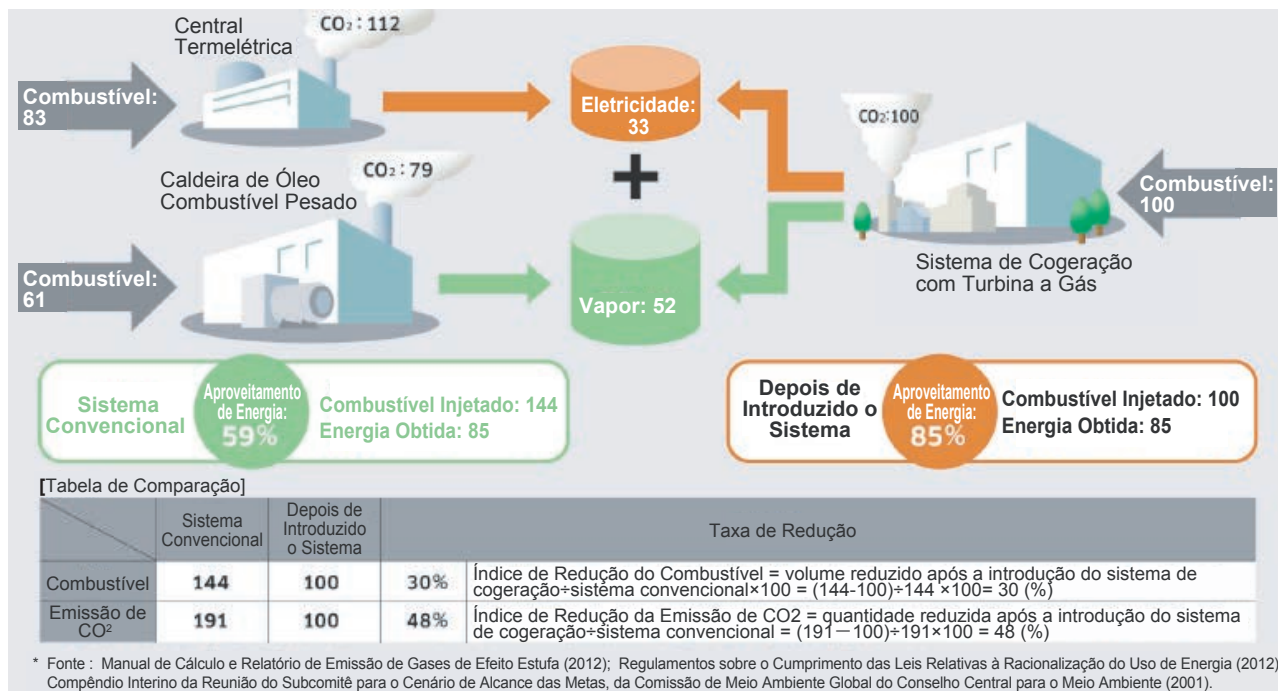 Central
Termelétrica
CO₂: 112
Combustível:
83
Eletricidade:
33
CO₂:100
Combustível:
100
Caldeira de Óleo
Combustível Pesado
CO₂: 79
+
Combustível:
61
Vapor: 52
Sistema de Cogeração
com Turbina a Gás
Sistema
Convencional
Aproveitamento
de Energia:
59%
Combustível Injetado: 144
Energia Obtida: 85
Depois de
Introduzido o
Sistema
Aproveitamento
de Energia:
85%
Combustível Injetado: 100
Energia Obtida: 85
[Tabela de Comparação]
Sistema
Convencional
Depois de
Introduzido
o Sistema
Taxa de Redução
Combustível 144 100 30% Índice de Redução do Combustível = volume reduzido após a introdução do sistema de
cogeração÷sistema convencional×100 = (144-100)÷144 ×100= 30 (%)
Emissão de
CO² 191 100 48% Índice de Redução da Emissão de CO2 = quantidade reduzida após a introdução do sistema
de cogeração÷sistema convencional = (191－100)÷191×100 = 48 (%)
* Fonte : Manual de Cálculo e Relatório de Emissão de Gases de Efeito Estufa (2012); Regulamentos sobre o Cumprimento das Leis Relativas à Racionalização do Uso de Energia (2012)
Compêndio Interino da Reunião do Subcomitê para o Cenário de Alcance das Metas, da Comissão de Meio Ambiente Global do Conselho Central para o Meio Ambiente (2001).